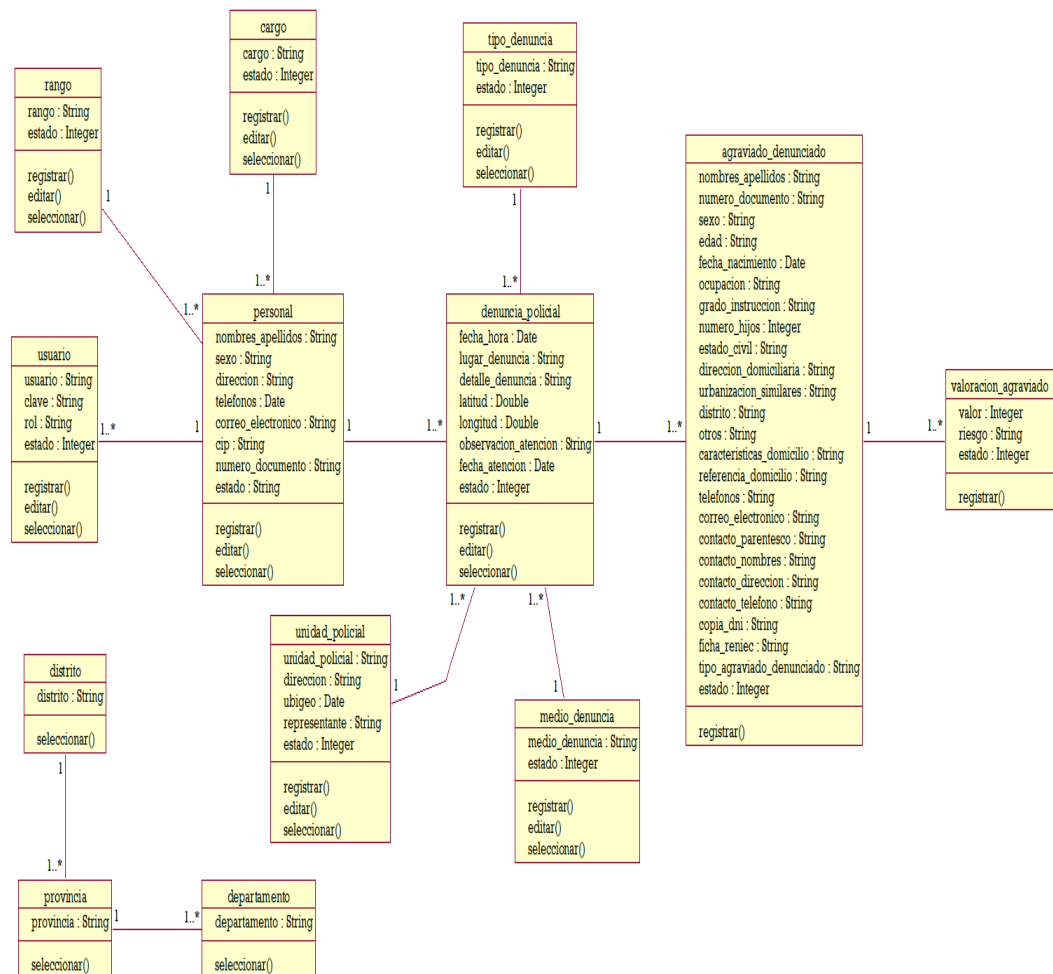 cargo
cargo : String
estado : Integer
registrar()
editar()
seleccionar()
1
1..*
tipo_denuncia
tipo_denuncia : String
estado : Integer
registrar()
editar()
seleccionar()
1
1..*
rango
rango : String
estado : Integer
registrar()
editar()
seleccionar()
1
1..*
agraviado_denunciado
nombres_apellidos : String
numero_documento : String
sexo : String
edad : String
fecha_nacimiento : Date
ocupacion : String
grado_instruccion : String
numero_hijos : Integer
estado_civil : String
direccion_domiciliaria : String
urbanizacion_similares : String
distrito : String
otros : String
caracteristicas_domicilio : String
referencia_domicilio : String
telefonos : String
correo_electronico : String
contacto_parentesco : String
contacto_nombres : String
contacto_direccion : String
contacto_telefono : String
copia_dni : String
ficha_reniec : String
tipo_agraviado_denunciado : String
estado : Integer
registrar()
1
1..*
usuario
usuario : String
clave : String
rol : String
estado : Integer
registrar()
editar()
seleccionar()
1..*
1
personal
nombres_apellidos : String
sexo : String
direccion : String
telefonos : Date
correo_electronico : String
cip : String
numero_documento : String
estado : String
registrar()
editar()
seleccionar()
1
1..*
denuncia_policial
fecha_hora : Date
lugar_denuncia : String
detalle_denuncia : String
latitud : Double
longitud : Double
observacion_atencion : String
fecha_atencion : Date
estado : Integer
registrar()
editar()
seleccionar()
1
1..*
valoracion_agraviado
valor : Integer
riesgo : String
estado : Integer
registrar()
1..*
1..*
unidad_policial
unidad_policial : String
direccion : String
ubigeo : Date
representante : String
estado : Integer
registrar()
editar()
seleccionar()
1
1
medio_denuncia
medio_denuncia : String
estado : Integer
registrar()
editar()
seleccionar()
distrito
distrito : String
seleccionar()
1
1..*
provincia
provincia : String
seleccionar()
1
1..*
departamento
departamento : String
seleccionar()